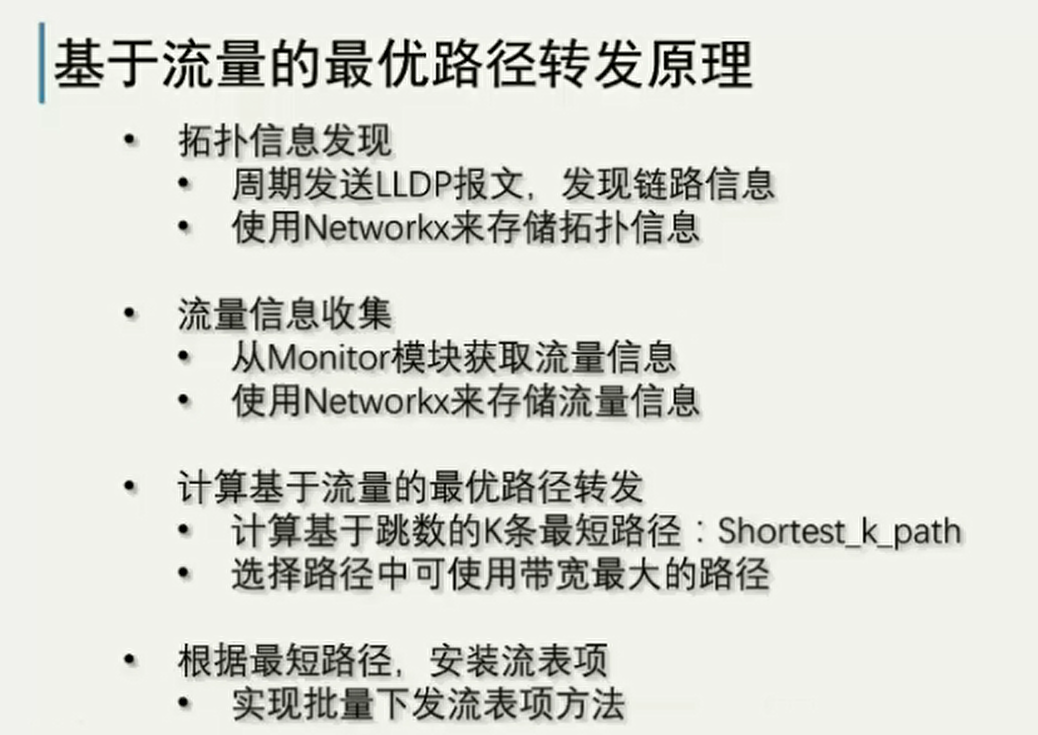 基于流量的最优路径转发原理
• 拓扑信息发现
• 周期发送LLDP报文，发现链路信息
• 使用Networkx来存储拓扑信息
• 流量信息收集
• 从Monitor模块获取流量信息
• 使用Networkx来存储流量信息
• 计算基于流量的最优路径转发
• 计算基于跳数的K条最短路径：Shortest_k_path
• 选择路径中可使用带宽最大的路径
• 根据最短路径，安装流表项
• 实现批量下发流表项方法